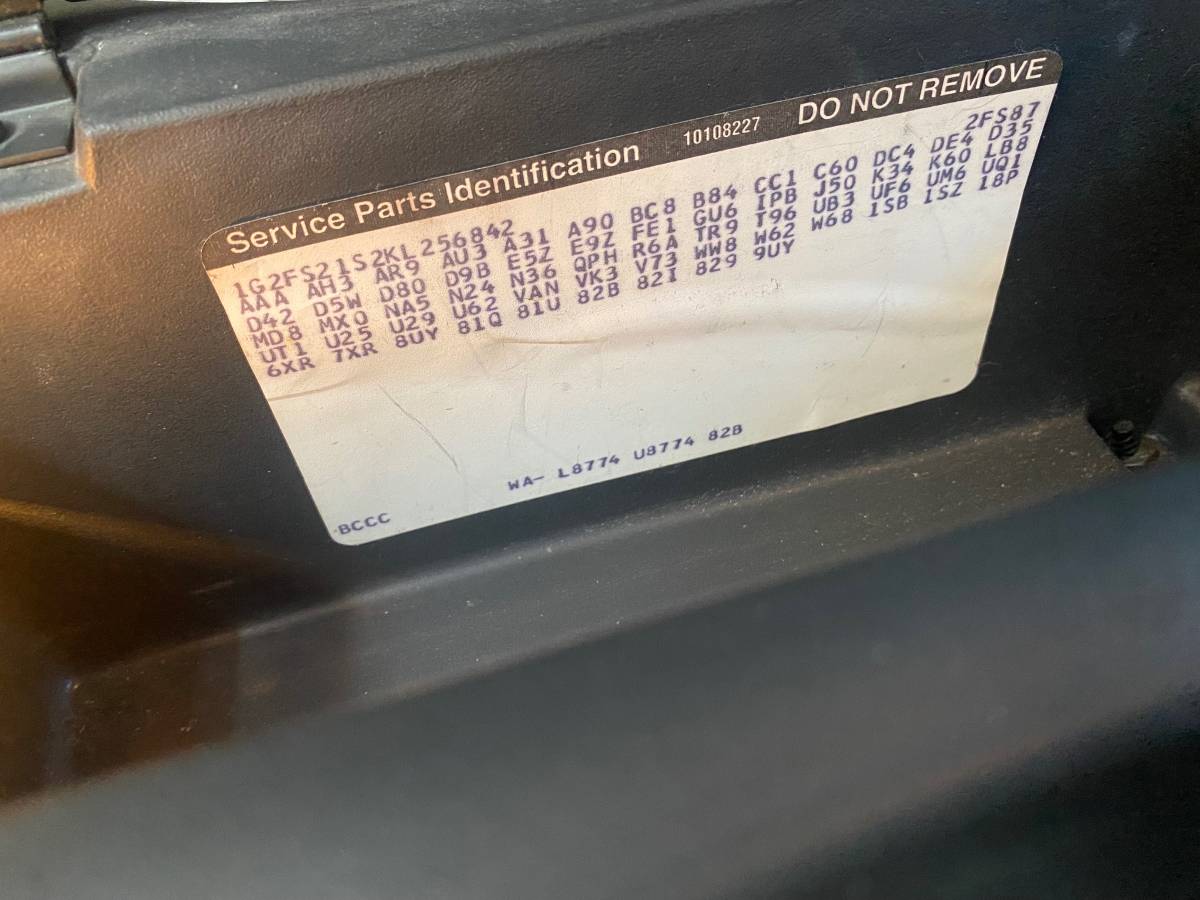 Service Parts Identification 10108227 DO NOT REMOVE
1G2FS21S2KL256842 2FS87
AAA AH3 AR9 AU3 A31 A90 BC8 B84 CC1 C60 DC4 DE4 D35
D42 D5W D80 D9B E5Z E9Z FE1 GU6 IPB J50 K34 K60 LB8
MD8 MX0 NA5 N24 N36 QPH R6A TR9 T96 UB3 UF6 UM6 UQ1
UT1 U25 U29 U62 VAN VK3 V73 WW8 W62 W68 1SB 1SZ 18P
6XR 7XR 8UY 81Q 81U 82B 82I 829 9UY
WA- L8774 U8774 82B
BCCC